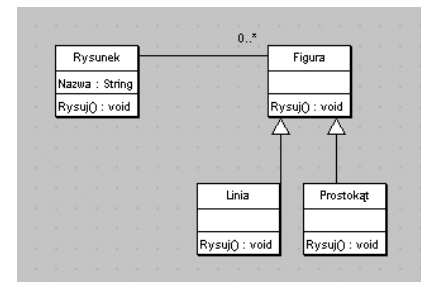 0..*
Rysunek
Nazwa : String
Rysuj() : void
Figura
Rysuj() : void
Linia
Rysuj() : void
Prostokąt
Rysuj() : void